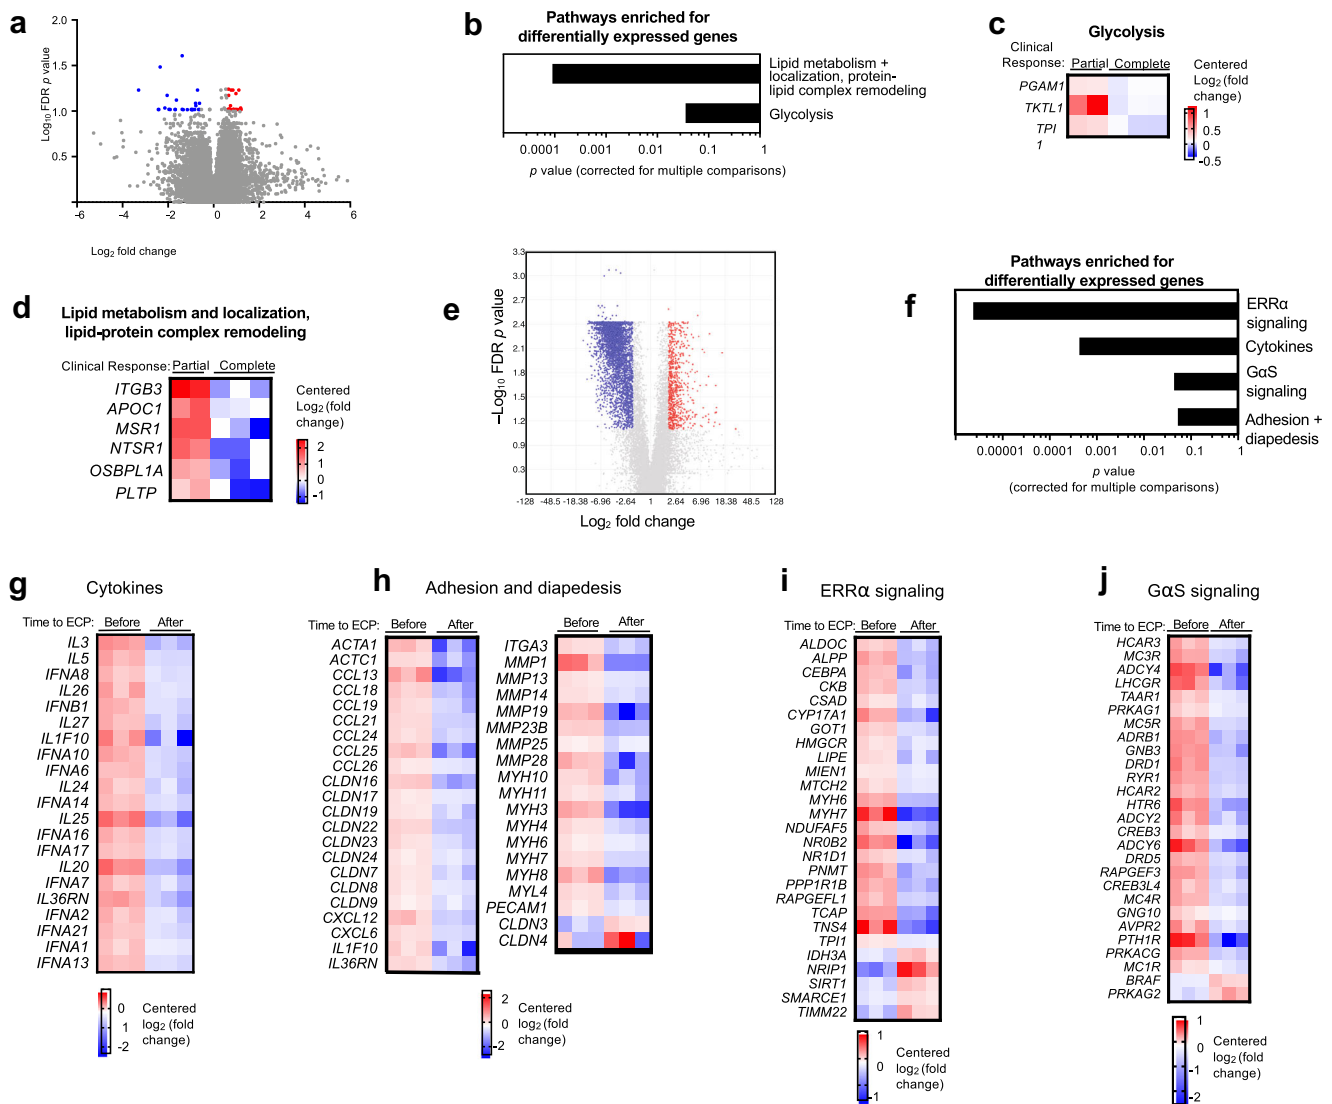 a
2.0
1.5
1.0
0.5
Log10 FDR p value
-6
-4
-2
0
2
4
6
Log2 fold change
b
Pathways enriched for
differentially expressed genes
Lipid metabolism +
localization, protein-
lipid complex remodeling
Glycolysis
0.0001
0.0001
0.01
0.1
1
p value (corrected for multiple comparisons)
c
Glycolysis
Clinical
Response:
Partial
Complete
PGAM1
TKTL1
TPI
1
Centered
Log2 (fold
change)
1
0
-0.5
d
Lipid metabolism and localization,
lipid-protein complex remodeling
Clinical Response: Partial Complete
ITGB3
APOC1
MSR1
NTSR1
OSBPL1A
PLTP
Centered
Log2 (fold
change)
2
1
0
-1
e
3.3
3.0
2.7
2.4
2.1
1.8
1.5
1.2
0.9
0.6
0.3
−Log10 FDR p value
-128
-48.5
-18.38
-6.96
-2.64
1
2.64
6.96
18.38
48.5
128
Log2 fold change
f
Pathways enriched for
differentially expressed genes
ERRα
signaling
Cytokines
GαS
signaling
Adhesion +
diapedesis
0.00001
0.0001
0.001
0.01
0.1
1
p value
(corrected for multiple comparisons)
g
Cytokines
Time to ECP: Before After
IL3
IL5
IFNA8
IL26
IFNB1
IL27
IL1F10
IFNA10
IFNA6
IL24
IFNA14
IL25
IFNA16
IFNA17
IL20
IFNA7
IL36RN
IFNA2
IFNA21
IFNA1
IFNA13
0
1
-2
Centered
log2 (fold
change)
h
Adhesion and diapedesis
Time to ECP: Before After
ACTA1
ACTC1
CCL13
CCL18
CCL19
CCL21
CCL24
CCL25
CCL26
CLDN16
CLDN17
CLDN19
CLDN22
CLDN23
CLDN24
CLDN7
CLDN8
CLDN9
CXCL12
CXCL6
IL1F10
IL36RN
Before After
ITGA3
MMP1
MMP13
MMP14
MMP19
MMP23B
MMP25
MMP28
MYH10
MYH11
MYH3
MYH4
MYH6
MYH7
MYH8
MYL4
PECAM1
CLDN3
CLDN4
2
0
-2
Centered
log2 (fold
change)
i
ERRα signaling
Time to ECP: Before After
ALDOC
ALPP
CEBPA
CKB
CSAD
CYP17A1
GOT1
HMGCR
LIPE
MIEN1
MTCH2
MYH6
MYH7
NDUFAF5
NR0B2
NR1D1
PNMT
PPP1R1B
RAPGEFL1
TCAP
TNS4
TPI1
IDH3A
NRIP1
SIRT1
SMARCE1
TIMM22
1
0
-1
Centered
log2 (fold
change)
j
GαS signaling
Time to ECP: Before After
HCAR3
MC3R
ADCY4
LHCGR
TAAR1
PRKAG1
MC5R
ADRB1
GNB3
DRD1
RYR1
HCAR2
HTR6
ADCY2
CREB3
ADCY6
DRD5
RAPGEF3
CREB3L4
MC4R
GNG10
AVPR2
PTH1R
PRKACG
MC1R
BRAF
PRKAG2
1
0
-1
-2
Centered
log2 (fold
change)